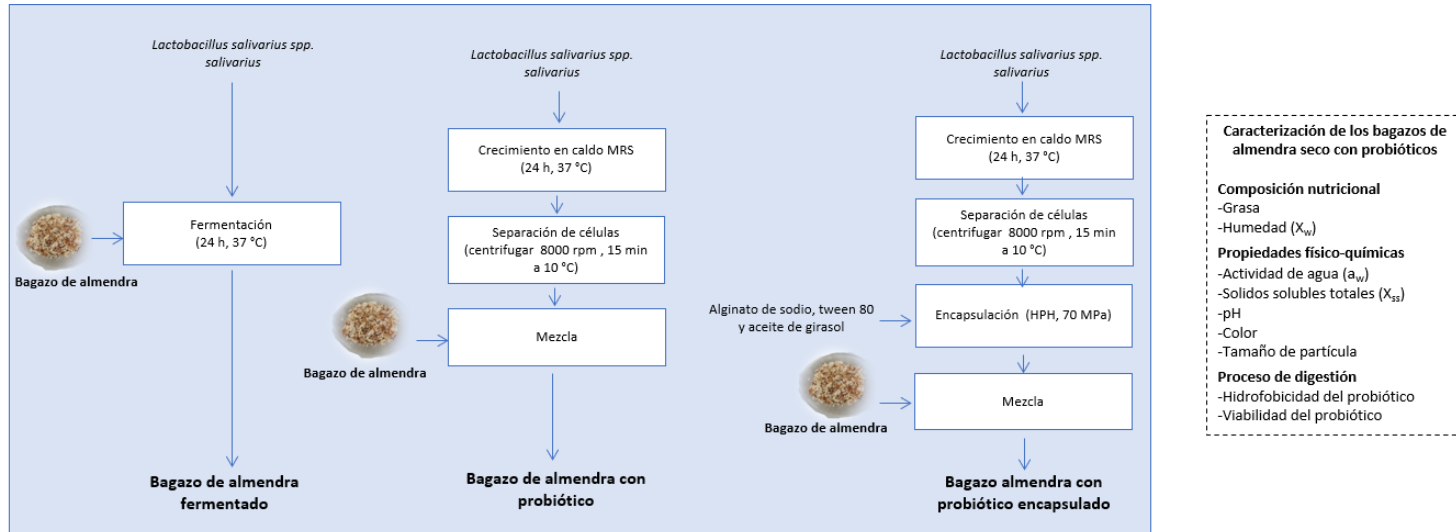 Lactobacillus salivarius spp.
salivarius
Bagazo de almendra
Fermentación
(24 h, 37 °C)
Bagazo de almendra
fermentado
Lactobacillus salivarius spp.
salivarius
Crecimiento en caldo MRS
(24 h, 37 °C)
Separación de células
(centrifugar 8000 rpm , 15 min
a 10 °C)
Bagazo de almendra
Mezcla
Bagazo de almendra con
probiótico
Lactobacillus salivarius spp.
salivarius
Crecimiento en caldo MRS
(24 h, 37 °C)
Separación de células
(centrifugar 8000 rpm , 15 min
a 10 °C)
Alginato de sodio, tween 80
y aceite de girasol
Encapsulación (HPH, 70 MPa)
Bagazo de almendra
Mezcla
Bagazo almendra con
probiótico encapsulado
Caracterización de los bagazos de
almendra seco con probióticos
Composición nutricional
-Grasa
-Humedad (Xw)
Propiedades físico-químicas
-Actividad de agua (aw)
-Solidos solubles totales (Xss)
-pH
-Color
-Tamaño de partícula
Proceso de digestión
-Hidrofobicidad del probiótico
-Viabilidad del probiótico